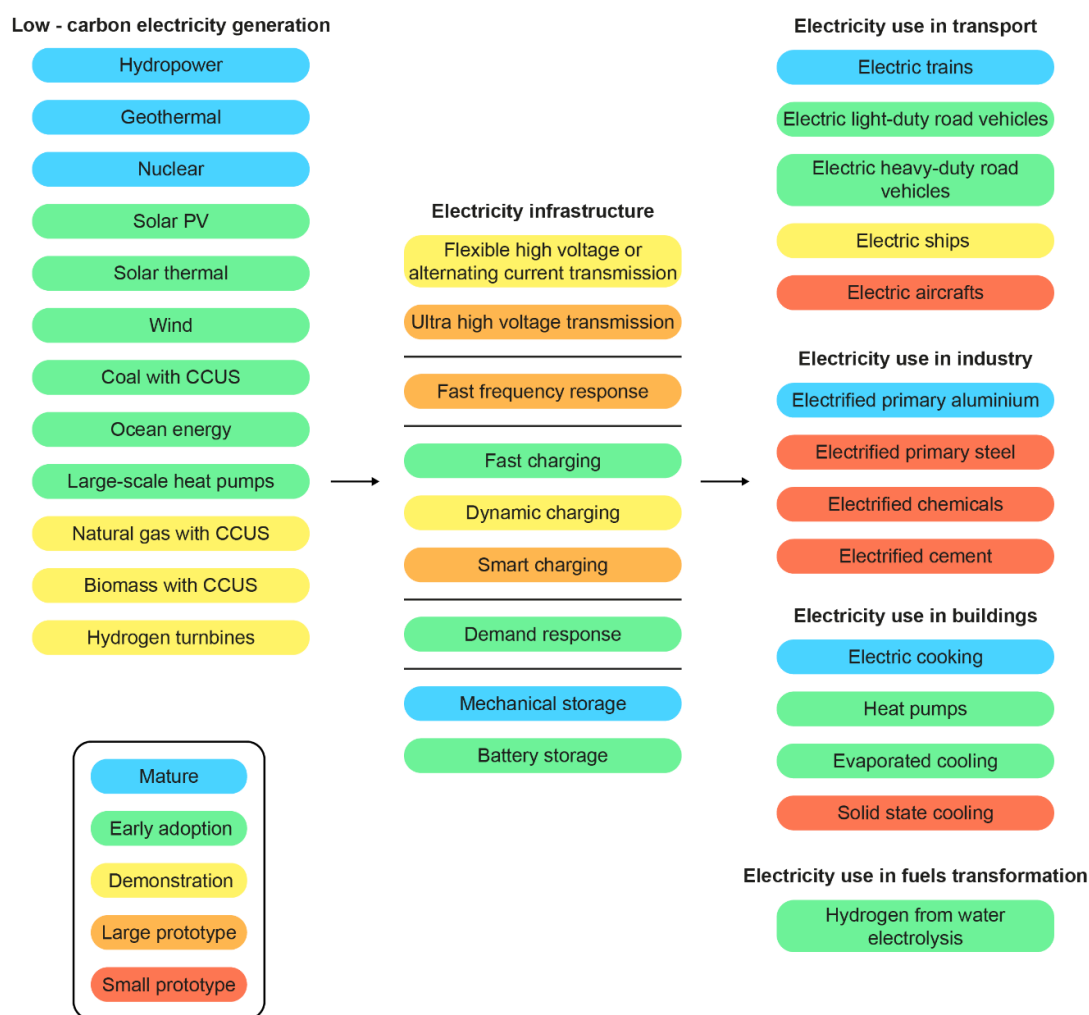 Low - carbon electricity generation
Hydropower
Geothermal
Nuclear
Solar PV
Solar thermal
Wind
Coal with CCUS
Ocean energy
Large-scale heat pumps
Natural gas with CCUS
Biomass with CCUS
Hydrogen turnbines
Mature
Early adoption
Demonstration
Large prototype
Small prototype
Electricity infrastructure
Flexible high voltage or
alternating current transmission
Ultra high voltage transmission
Fast frequency response
Fast charging
Dynamic charging
Smart charging
Demand response
Mechanical storage
Battery storage
Electricity use in transport
Electric trains
Electric light-duty road vehicles
Electric heavy-duty road
vehicles
Electric ships
Electric aircrafts
Electricity use in industry
Electrified primary aluminium
Electrified primary steel
Electrified chemicals
Electrified cement
Electricity use in buildings
Electric cooking
Heat pumps
Evaporated cooling
Solid state cooling
Electricity use in fuels transformation
Hydrogen from water
electrolysis